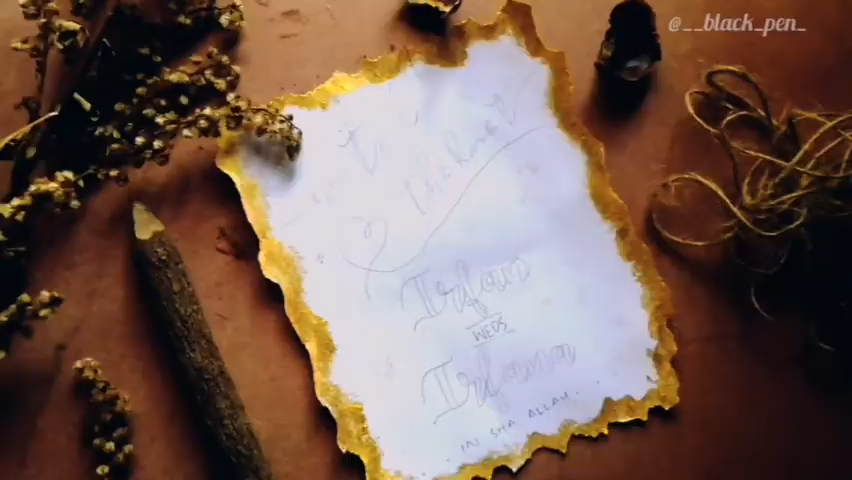 @__black_pen_
Irfan
WEDS
Irfana
IN SHA ALLAH..